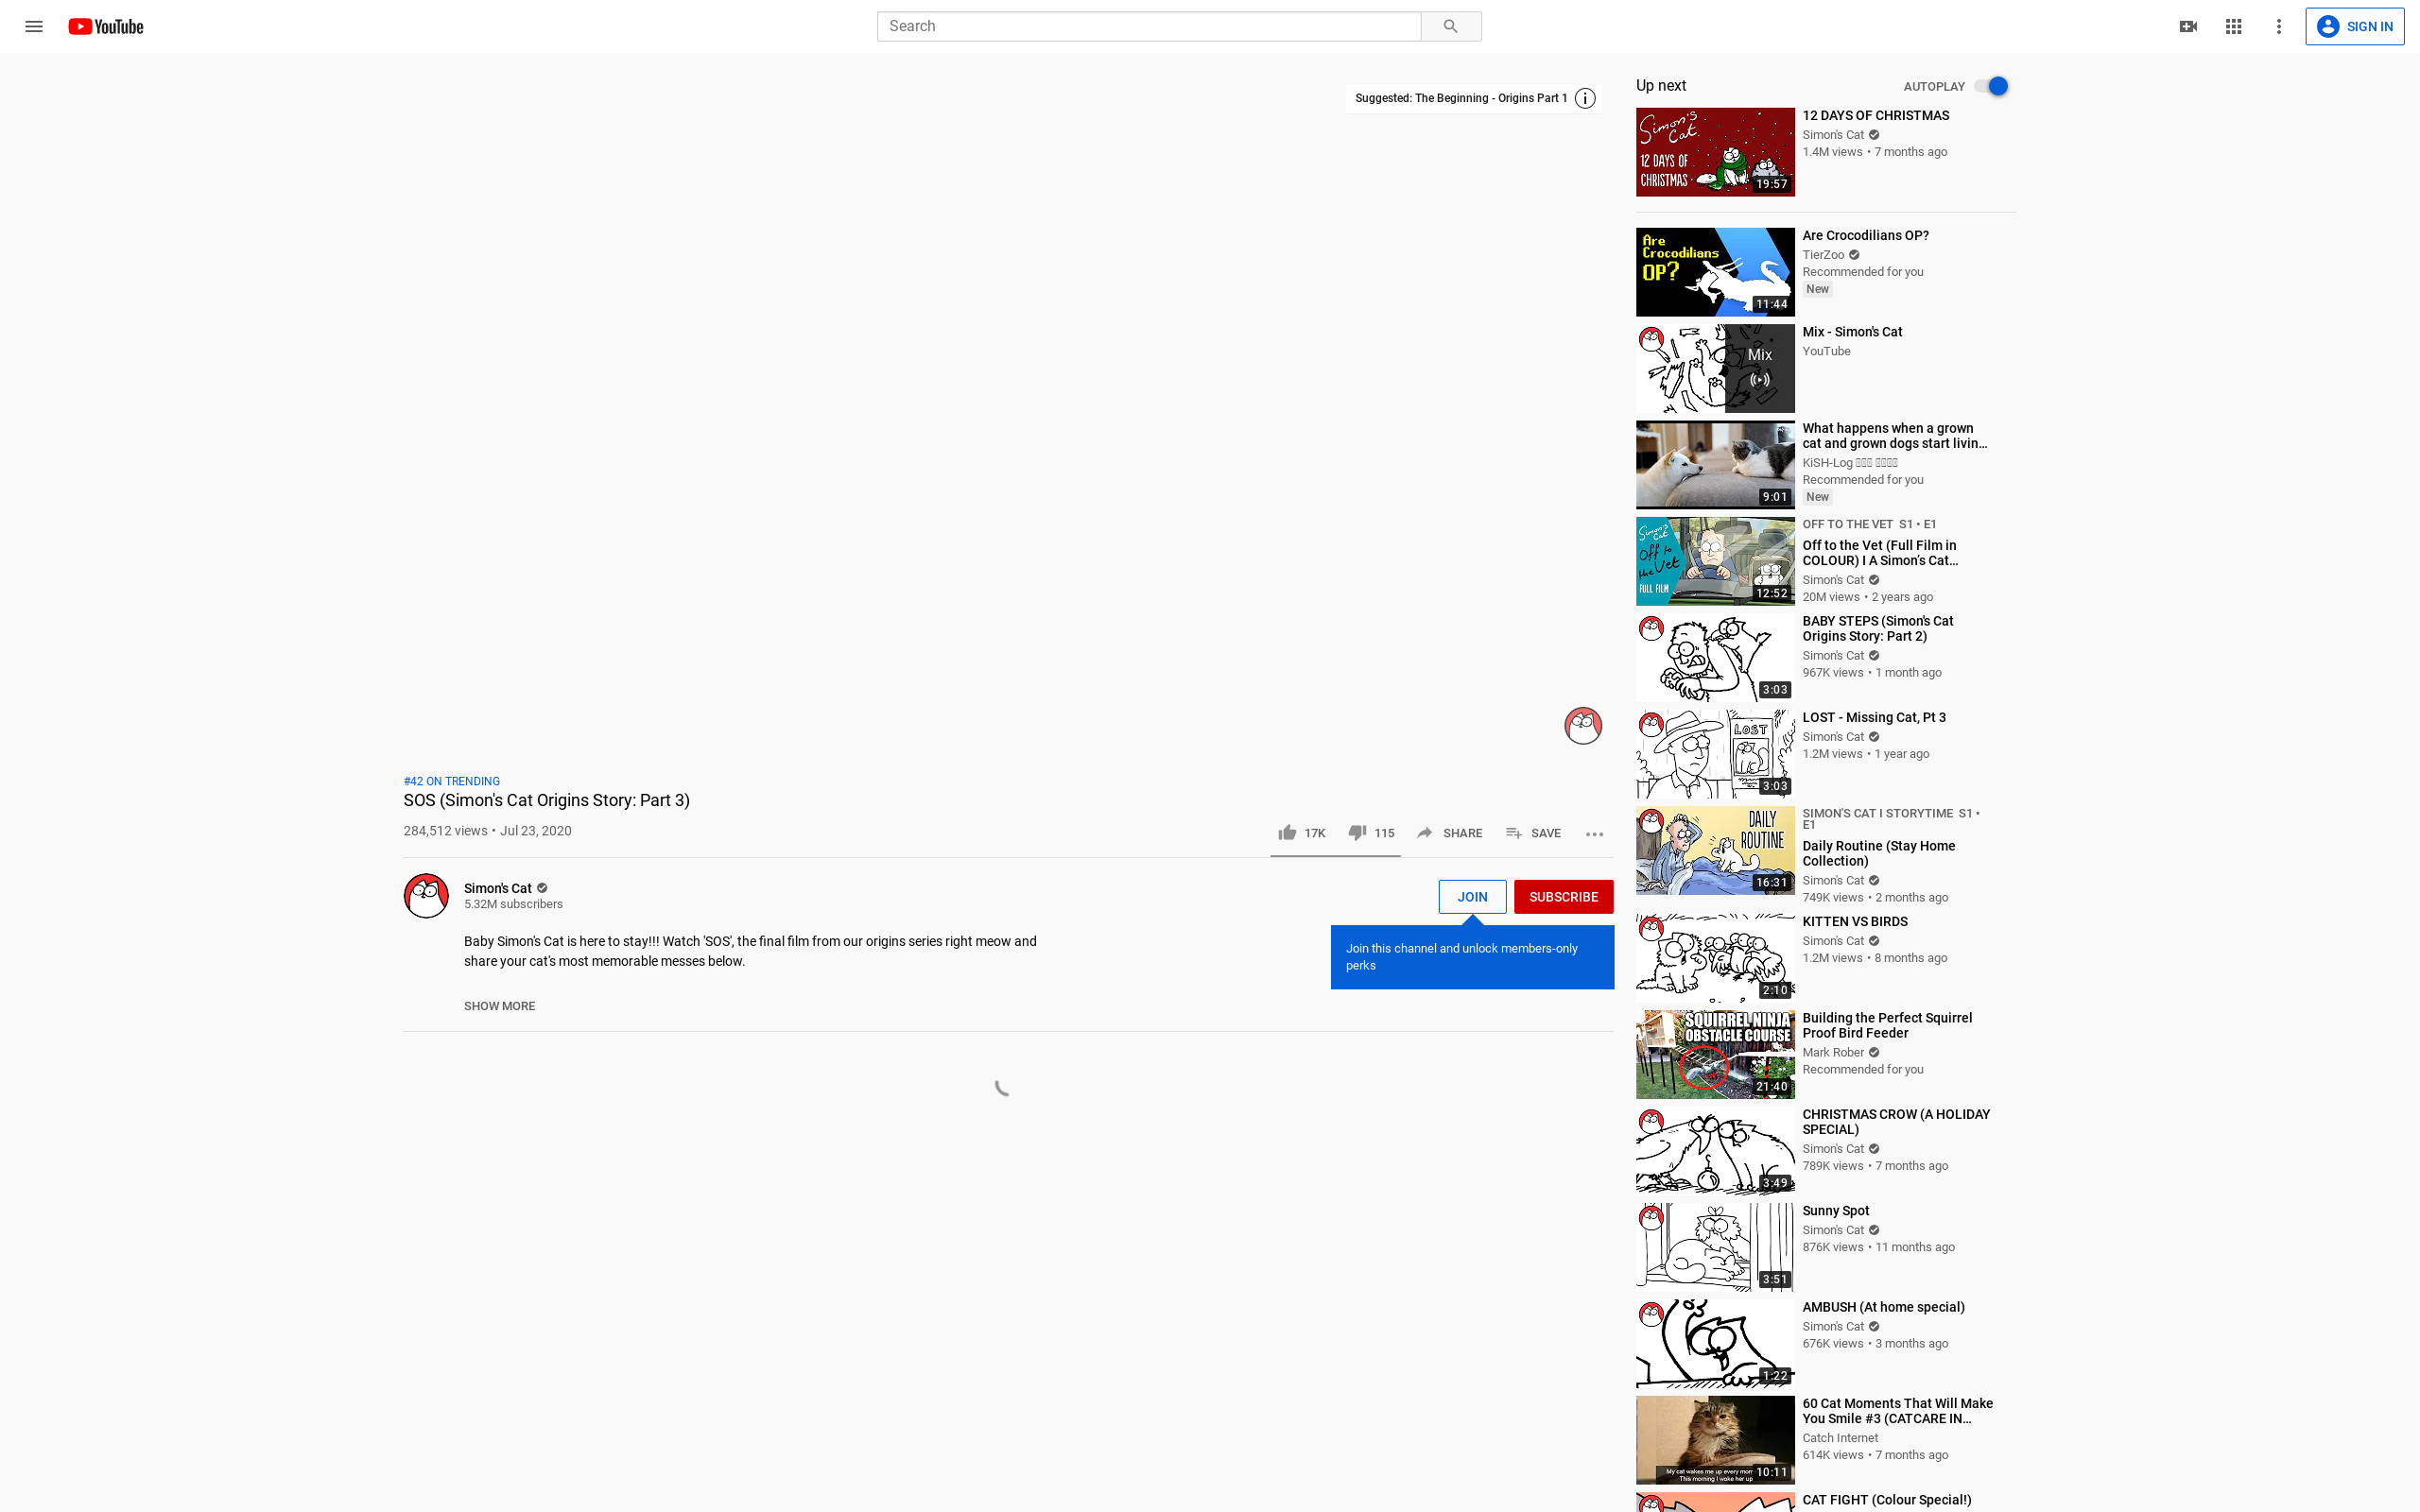 YouTube
Search
SIGN IN
Suggested: The Beginning - Origins Part 1
#42 ON TRENDING
SOS (Simon's Cat Origins Story: Part 3)
284,512 views • Jul 23, 2020
17K
115
SHARE
SAVE
Simon's Cat
5.32M subscribers
JOIN
SUBSCRIBE
Join this channel and unlock members-only
perks
Baby Simon's Cat is here to stay!!! Watch 'SOS', the final film from our origins series right meow and
share your cat's most memorable messes below.
SHOW MORE
Up next
AUTOPLAY
Simon's
Cat
12 DAYS OF
CHRISTMAS
19:57
12 DAYS OF CHRISTMAS
Simon's Cat
1.4M views • 7 months ago
Are
Crocodilians
OP?
11:44
Are Crocodilians OP?
TierZoo
Recommended for you
New
Mix
Mix - Simon's Cat
YouTube
9:01
What happens when a grown
cat and grown dogs start livin…
KiSH-Log
Recommended for you
New
Simon's
Cat
Off to
the Vet
FULL FILM
12:52
OFF TO THE VET S1 • E1
Off to the Vet (Full Film in
COLOUR) I A Simon’s Cat…
Simon's Cat
20M views • 2 years ago
3:03
BABY STEPS (Simon's Cat
Origins Story: Part 2)
Simon's Cat
967K views • 1 month ago
LOST
3:03
LOST - Missing Cat, Pt 3
Simon's Cat
1.2M views • 1 year ago
DAILY
ROUTINE
16:31
SIMON'S CAT I STORYTIME S1 •
E1
Daily Routine (Stay Home
Collection)
Simon's Cat
749K views • 2 months ago
2:10
KITTEN VS BIRDS
Simon's Cat
1.2M views • 8 months ago
SQUIRREL NINJA
OBSTACLE COURSE
21:40
Building the Perfect Squirrel
Proof Bird Feeder
Mark Rober
Recommended for you
3:49
CHRISTMAS CROW (A HOLIDAY
SPECIAL)
Simon's Cat
789K views • 7 months ago
3:51
Sunny Spot
Simon's Cat
876K views • 11 months ago
1:22
AMBUSH (At home special)
Simon's Cat
676K views • 3 months ago
My cat wakes me up every
This morning I woke her up
10:11
60 Cat Moments That Will Make
You Smile #3 (CATCARE IN…
Catch Internet
614K views • 7 months ago
CAT FIGHT (Colour Special!)